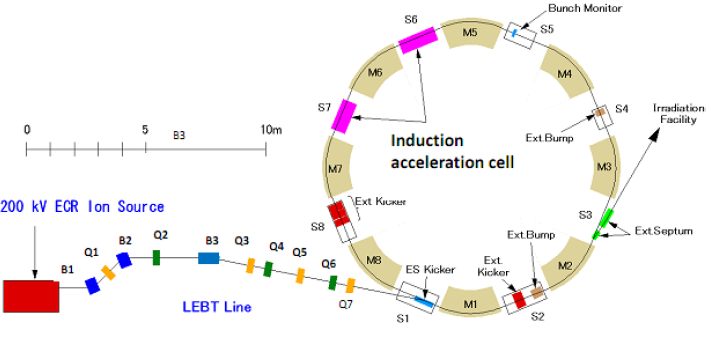 S6
Bunch Monitor
M5
S5
M6
M4
0
5
10m
B3
S7
S4
Irradiation
Facility
Induction
acceleration cell
Ext.Bump
M7
M3
200 kV ECR Ion Source
Ext Kicker
S3
S8
Ext.Septum
Ext.Bump
Q1
B2
Q2
B3
Q3
Q4
Q5
Q6
B1
M8
ES Kicker
Ext.
Kicker
M2
Q7
LEBT Line
S1
M1
S2